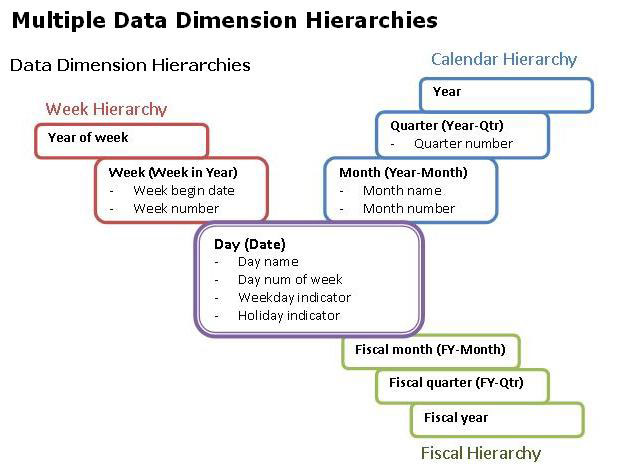 Multiple Data Dimension Hierarchies
Data Dimension Hierarchies
Calendar Hierarchy
Year
Quarter (Year-Qtr)
- Quarter number
Month (Year-Month)
- Month name
- Month number
Week Hierarchy
Year of week
Week (Week in Year)
- Week begin date
- Week number
Day (Date)
- Day name
- Day num of week
- Weekday indicator
- Holiday indicator
Fiscal month (FY-Month)
Fiscal quarter (FY-Qtr)
Fiscal year
Fiscal Hierarchy